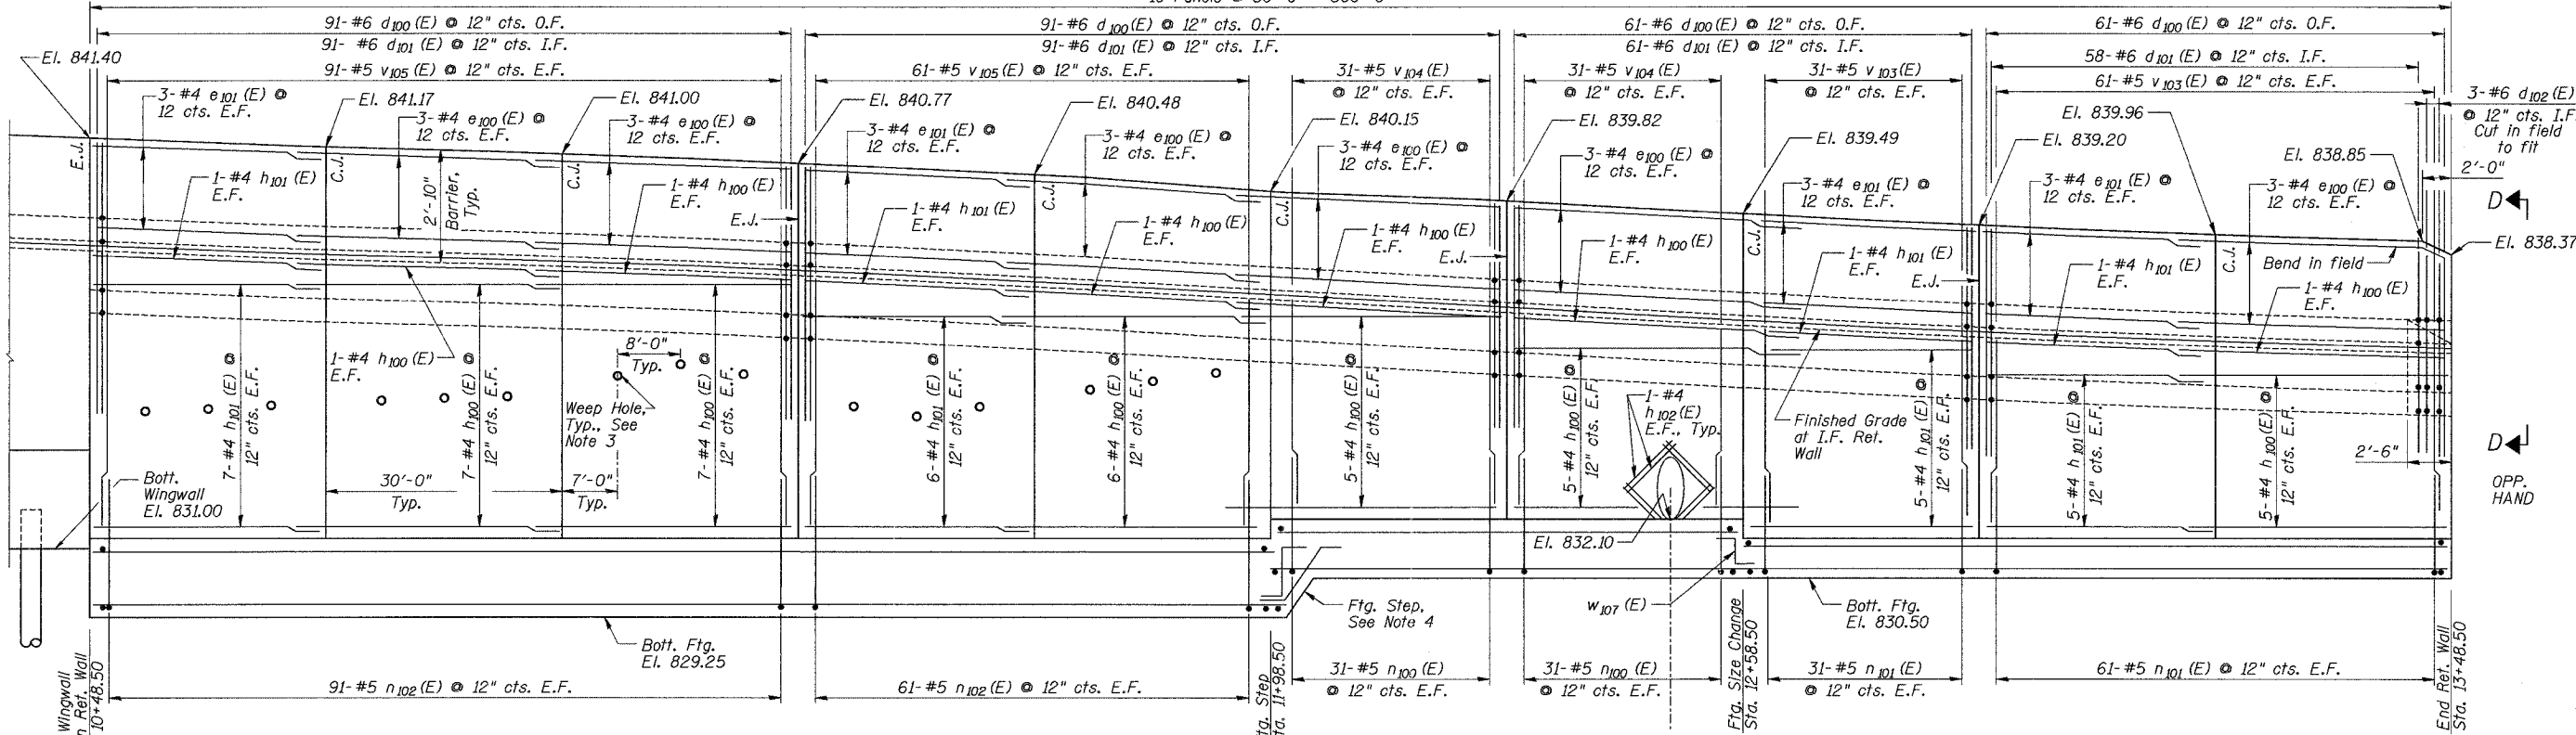 91-#6 d100(E) @ 12" cts. O.F.
91- #6 d101(E) @ 12" cts. I.F.
91-#5 v105(E) @ 12" cts. E.F.
91-#6 d100(E) @ 12" cts. O.F.
91-#6 d101(E) @ 12" cts. I.F.
61-#5 v105(E) @ 12" cts. E.F.
31-#5 v104(E)
@ 12" cts. E.F.
61-#6 d100(E) @ 12" cts. O.F.
61-#6 d101(E) @ 12" cts. I.F.
31-#5 v104(E)
@ 12" cts. E.F.
31-#5 v103(E)
@ 12" cts. E.F.
61-#6 d100(E) @ 12" cts. O.F.
58-#6 d101(E) @ 12" cts. I.F.
61-#5 v103(E) @ 12" cts. E.F.
3-#6 d102(E)
@ 12" cts. I.F.
Cut in field
to fit
2'-0"
El. 841.40
El. 841.17
El. 841.00
El. 840.77
El. 840.48
El. 840.15
El. 839.82
El. 839.49
El. 839.20
El. 839.96
El. 838.85
El. 838.37
3-#4 e101(E) @
12 cts. E.F.
3-#4 e100(E) @
12 cts. E.F.
3-#4 e100(E) @
12 cts. E.F.
3-#4 e101(E) @
12 cts. E.F.
3-#4 e100(E) @
12 cts. E.F.
3-#4 e100(E) @
12 cts. E.F.
3-#4 e100(E) @
12 cts. E.F.
3-#4 e101(E) @
12 cts. E.F.
3-#4 e101(E) @
12 cts. E.F.
3-#4 e100(E) @
12 cts. E.F.
E.J.
C.J.
C.J.
E.J.
C.J.
C.J.
E.J.
C.J.
E.J.
C.J.
2'-10"
Barrier,
Typ.
1-#4 h101(E)
E.F.
1-#4 h100(E)
E.F.
1-#4 h100(E)
E.F.
1-#4 h101(E)
E.F.
1-#4 h100(E)
E.F.
1-#4 h100(E)
E.F.
1-#4 h100(E)
E.F.
1-#4 h101(E)
E.F.
1-#4 h101(E)
E.F.
1-#4 h100(E)
E.F.
Bend in field
D
D
OPP.
HAND
2'-6"
7-#4 h101(E) @
12" cts. E.F.
7-#4 h100(E) @
12" cts. E.F.
7-#4 h100(E) @
12" cts. E.F.
6-#4 h101(E) @
12" cts. E.F.
6-#4 h100(E) @
12" cts. E.F.
5-#4 h100(E) @
12" cts. E.F.
5-#4 h100(E) @
12" cts. E.F.
5-#4 h101(E) @
12" cts. E.F.
5-#4 h101(E) @
12" cts. E.F.
5-#4 h100(E) @
12" cts. E.F.
8'-0"
Typ.
Weep Hole,
Typ., See
Note 3
30'-0"
Typ.
7'-0"
Typ.
1-#4
h102(E)
E.F., Typ.
Finished Grade
at I.F. Ret.
Wall
Bott.
Wingwall
El. 831.00
El. 832.10
w107(E)
Ftg. Step,
See Note 4
Bott. Ftg.
El. 829.25
Bott. Ftg.
El. 830.50
91-#5 n102(E) @ 12" cts. E.F.
61-#5 n102(E) @ 12" cts. E.F.
31-#5 n100(E)
@ 12" cts. E.F.
31-#5 n100(E)
@ 12" cts. E.F.
31-#5 n101(E)
@ 12" cts. E.F.
61-#5 n101(E) @ 12" cts. E.F.
Wingwall
Ret. Wall
10+48.50
Step
11+98.50
Ftg. Size Change
Sta. 12+58.50
End Ret. Wall
Sta. 13+48.50